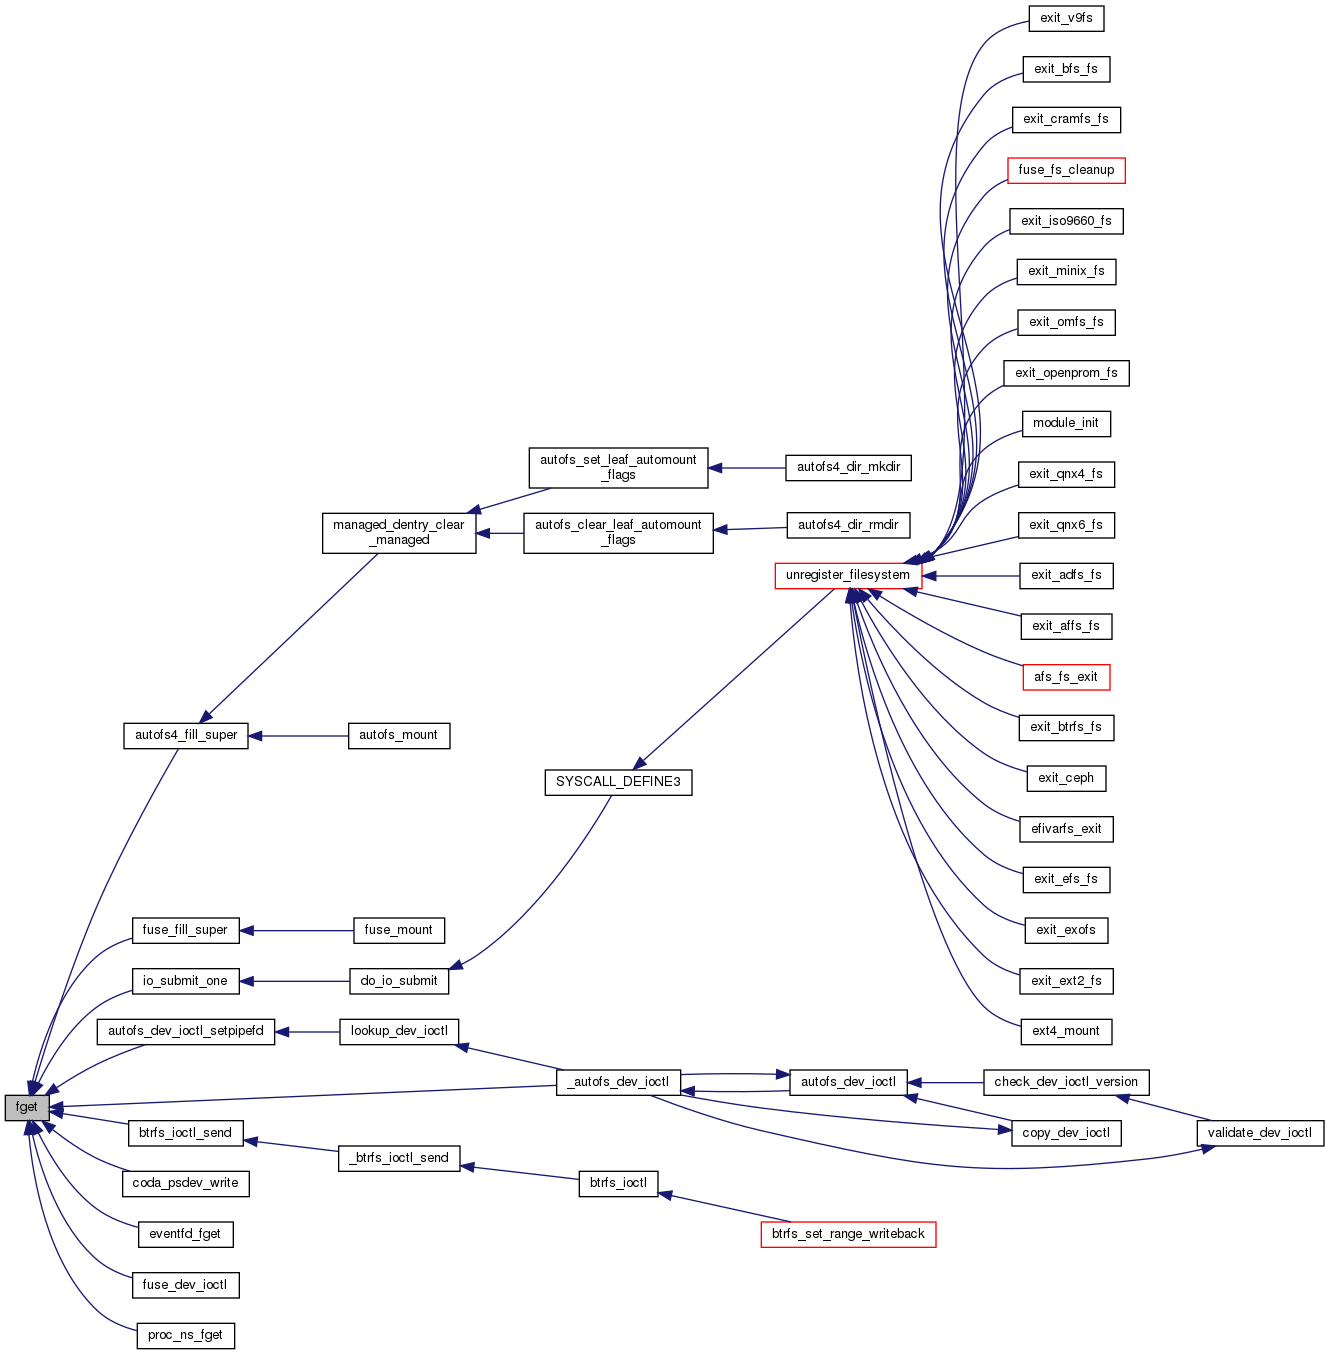 exit_v9fs
exit_bfs_fs
exit_cramfs_fs
fuse_fs_cleanup
exit_iso9660_fs
exit_minix_fs
exit_omfs_fs
exit_openprom_fs
module_init
autofs_set_leaf_automount
_flags
autofs4_dir_mkdir
exit_qnx4_fs
managed_dentry_clear
_managed
autofs_clear_leaf_automount
_flags
autofs4_dir_rmdir
exit_qnx6_fs
unregister_filesystem
exit_adfs_fs
exit_affs_fs
afs_fs_exit
autofs4_fill_super
autofs_mount
exit_btrfs_fs
SYSCALL_DEFINE3
exit_ceph
efivarfs_exit
exit_efs_fs
fuse_fill_super
fuse_mount
exit_exofs
io_submit_one
do_io_submit
exit_ext2_fs
autofs_dev_ioctl_setpipefd
lookup_dev_ioctl
ext4_mount
_autofs_dev_ioctl
autofs_dev_ioctl
check_dev_ioctl_version
fget
btrfs_ioctl_send
copy_dev_ioctl
validate_dev_ioctl
_btrfs_ioctl_send
coda_psdev_write
btrfs_ioctl
eventfd_fget
btrfs_set_range_writeback
fuse_dev_ioctl
proc_ns_fget